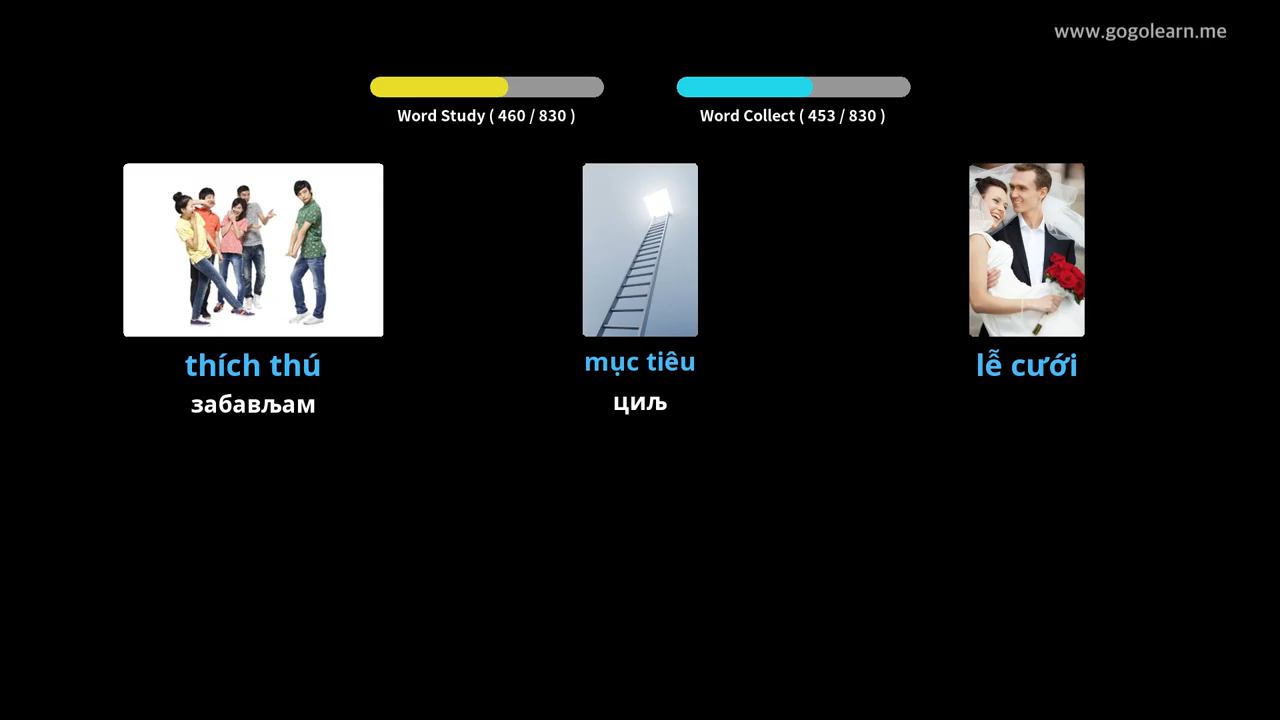 www.gogolearn.me
Word Study ( 460 / 830 )
Word Collect ( 453 / 830 )
thích thú
забављам
mục tiêu
циљ
lễ cưới